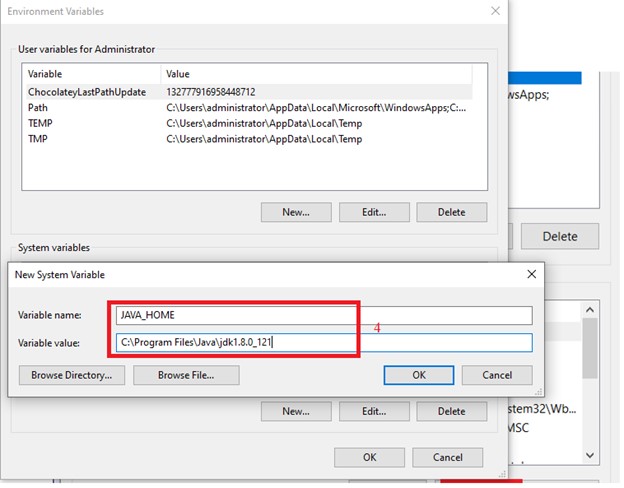 Environment Variables
User variables for Administrator
Variable Value
ChocolateyLastPathUpdate 132777916958448712
Path C:\Users\administrator\AppData\Local\Microsoft\WindowsApps;C:...
TEMP C:\Users\administrator\AppData\Local\Temp
TMP C:\Users\administrator\AppData\Local\Temp
wsApps;
New... Edit... Delete
Delete
System variables
New System Variable
Variable name: JAVA_HOME
4
Variable value: C:\Program Files\Java\jdk1.8.0_121
Browse Directory... Browse File... OK Cancel
New... Edit... Delete
stem32\Wb...
MSC
OK Cancel